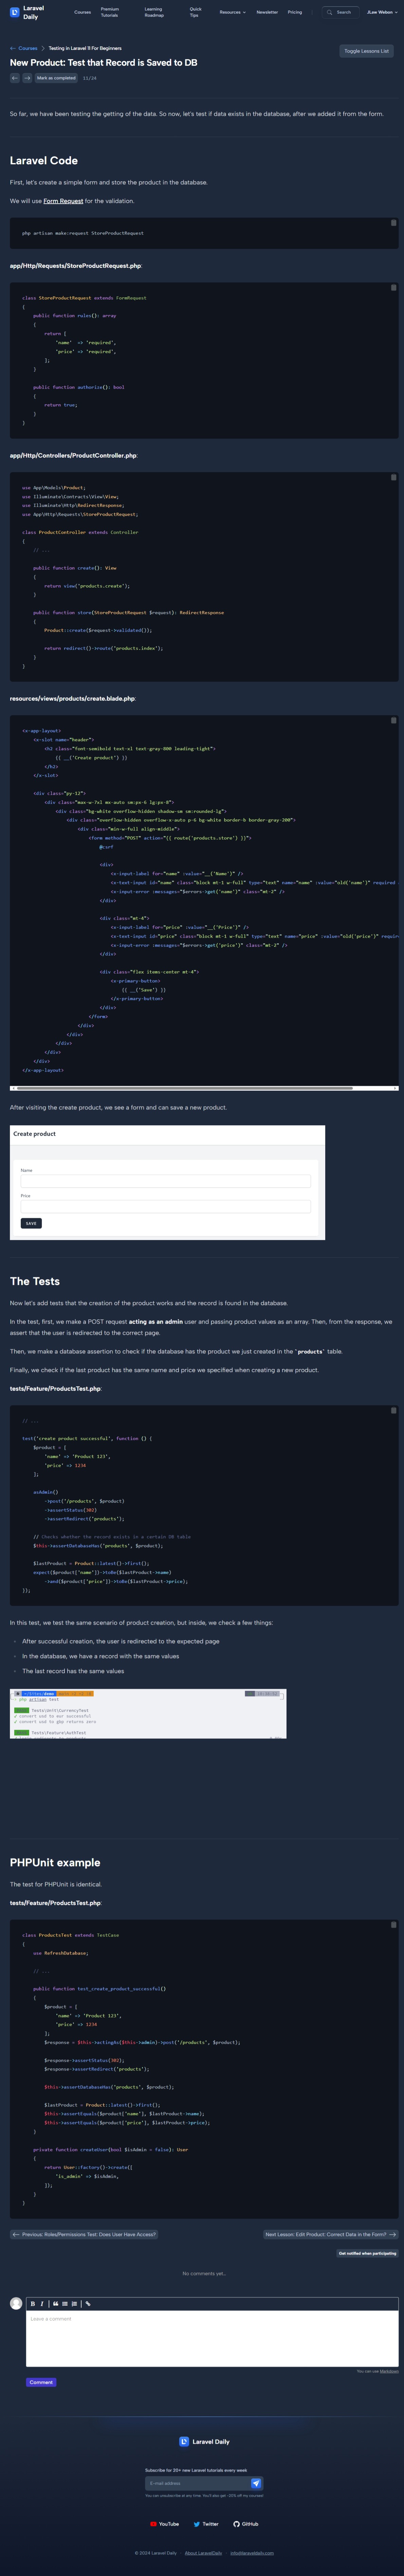 Laravel Daily
Courses
Premium Tutorials
Learning Roadmap
Quick Tips
Resources
Newsletter
Pricing
Search
JLaw Webon
← Courses > Testing in Laravel 11 For Beginners
Toggle Lessons List
New Product: Test that Record is Saved to DB
← → Mark as completed 11/24
So far, we have been testing the getting of the data. So now, let's test if data exists in the database, after we added it from the form.
Laravel Code
First, let's create a simple form and store the product in the database.
We will use Form Request for the validation.
php artisan make:request StoreProductRequest
app/Http/Requests/StoreProductRequest.php:
class StoreProductRequest extends FormRequest
{
public function rules(): array
{
return [
'name' => 'required',
'price' => 'required',
];
}
public function authorize(): bool
{
return true;
}
}
app/Http/Controllers/ProductController.php:
use App\Models\Product;
use Illuminate\Contracts\View\View;
use Illuminate\Http\RedirectResponse;
use App\Http\Requests\StoreProductRequest;
class ProductController extends Controller
{
// ...
public function create(): View
{
return view('products.create');
}
public function store(StoreProductRequest $request): RedirectResponse
{
Product::create($request->validated());
return redirect()->route('products.index');
}
}
resources/views/products/create.blade.php:
<x-app-layout>
<x-slot name="header">
<h2 class="font-semibold text-xl text-gray-800 leading-tight">
{{ __('Create product') }}
</h2>
</x-slot>
<div class="py-12">
<div class="max-w-7xl mx-auto sm:px-6 lg:px-8">
<div class="bg-white overflow-hidden shadow-sm sm:rounded-lg">
<div class="overflow-hidden overflow-x-auto p-6 bg-white border-b border-gray-200">
<div class="min-w-full align-middle">
<form method="POST" action="{{ route('products.store') }}">
@csrf
<div>
<x-input-label for="name" :value="__('Name')" />
<x-text-input id="name" class="block mt-1 w-full" type="text" name="name" :value="old('name')" required
<x-input-error :messages="$errors->get('name')" class="mt-2" />
</div>
<div class="mt-4">
<x-input-label for="price" :value="__('Price')" />
<x-text-input id="price" class="block mt-1 w-full" type="text" name="price" :value="old('price')" require
<x-input-error :messages="$errors->get('price')" class="mt-2" />
</div>
<div class="flex items-center mt-4">
<x-primary-button>
{{ __('Save') }}
</x-primary-button>
</div>
</form>
</div>
</div>
</div>
</div>
</div>
</x-app-layout>
After visiting the create product, we see a form and can save a new product.
Create product
Name
Price
SAVE
The Tests
Now let's add tests that the creation of the product works and the record is found in the database.
In the test, first, we make a POST request acting as an admin user and passing product values as an array. Then, from the response, we assert that the user is redirected to the correct page.
Then, we make a database assertion to check if the database has the product we just created in the `products` table.
Finally, we check if the last product has the same name and price we specified when creating a new product.
tests/Feature/ProductsTest.php:
// ...
test('create product successful', function () {
$product = [
'name' => 'Product 123',
'price' => 1234
];
asAdmin()
->post('/products', $product)
->assertStatus(302)
->assertRedirect('products');
// Checks whether the record exists in a certain DB table
$this->assertDatabaseHas('products', $product);
$lastProduct = Product::latest()->first();
expect($product['name'])->toBe($lastProduct->name)
->and($product['price'])->toBe($lastProduct->price);
});
In this test, we test the same scenario of product creation, but inside, we check a few things:
After successful creation, the user is redirected to the expected page
In the database, we have a record with the same values
The last record has the same values
php artisan test
Tests\Unit\CurrencyTest
✓ convert usd to eur successful
✓ convert usd to gbp returns zero
Tests\Feature\AuthTest
PHPUnit example
The test for PHPUnit is identical.
tests/Feature/ProductsTest.php:
class ProductsTest extends TestCase
{
use RefreshDatabase;
// ...
public function test_create_product_successful()
{
$product = [
'name' => 'Product 123',
'price' => 1234
];
$response = $this->actingAs($this->admin)->post('/products', $product);
$response->assertStatus(302);
$response->assertRedirect('products');
$this->assertDatabaseHas('products', $product);
$lastProduct = Product::latest()->first();
$this->assertEquals($product['name'], $lastProduct->name);
$this->assertEquals($product['price'], $lastProduct->price);
}
private function createUser(bool $isAdmin = false): User
{
return User::factory()->create([
'is_admin' => $isAdmin,
]);
}
}
← Previous: Roles/Permissions Test: Does User Have Access?
Next Lesson: Edit Product: Correct Data in the Form? →
Get notified when participating
No comments yet…
B I
Leave a comment
You can use Markdown
Comment
Laravel Daily
Subscribe for 20+ new Laravel tutorials every week
E-mail address
You can unsubscribe at any time. You'll also get -20% off my courses!
YouTube
Twitter
GitHub
© 2024 Laravel Daily · About LaravelDaily · info@laraveldaily.com